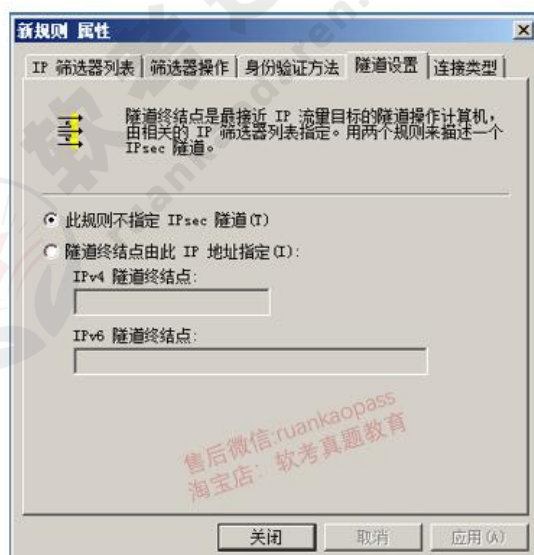 新规则 属性
IP 筛选器列表 筛选器操作 身份验证方法 隧道设置 连接类型
隧道终结点是最接近 IP 流量目标的隧道操作计算机，
由相关的 IP 筛选器列表指定。用两个规则来描述一个
IPsec 隧道。
此规则不指定 IPsec 隧道(T)
隧道终结点由此 IP 地址指定(I):
IPv4 隧道终结点:
IPv6 隧道终结点:
售后微信:ruankaopass
淘宝店: 软考真题教育
关闭 取消 应用(A)